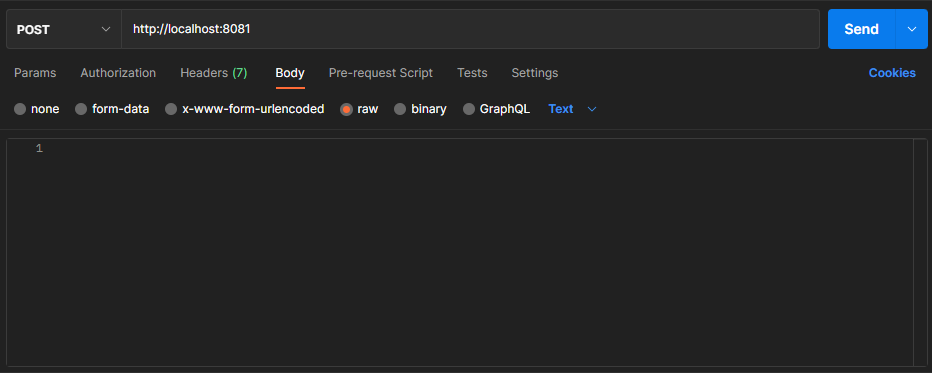 POST http://localhost:8081 Send
Params Authorization Headers (7) Body Pre-request Script Tests Settings Cookies
none form-data x-www-form-urlencoded raw binary GraphQL Text
1